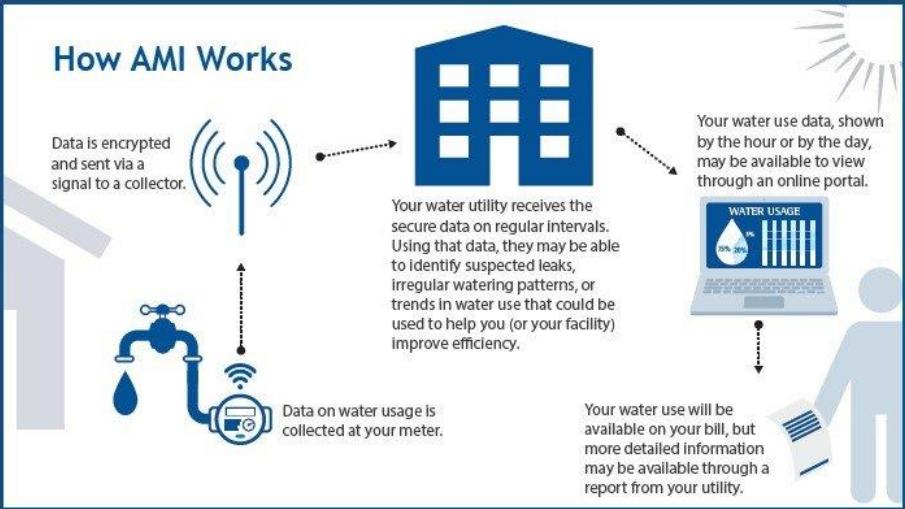 How AMI Works
Data is encrypted
and sent via a
signal to a collector.
Data on water usage is
collected at your meter.
Your water utility receives the
secure data on regular intervals.
Using that data, they may be able
to identify suspected leaks,
irregular watering patterns, or
trends in water use that could be
used to help you (or your facility)
improve efficiency.
Your water use data, shown
by the hour or by the day,
may be available to view
through an online portal.
WATER USAGE
5%
75% 20%
Your water use will be
available on your bill, but
more detailed information
may be available through a
report from your utility.